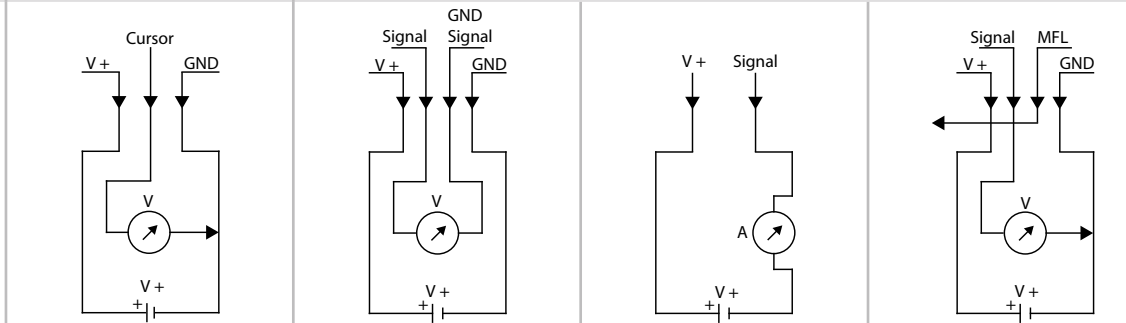 Cursor
V + GND
V
V +
+
GND
Signal Signal
V + GND
V
V +
+
V + Signal
A
V +
+
Signal MFL
V + GND
V
V +
+